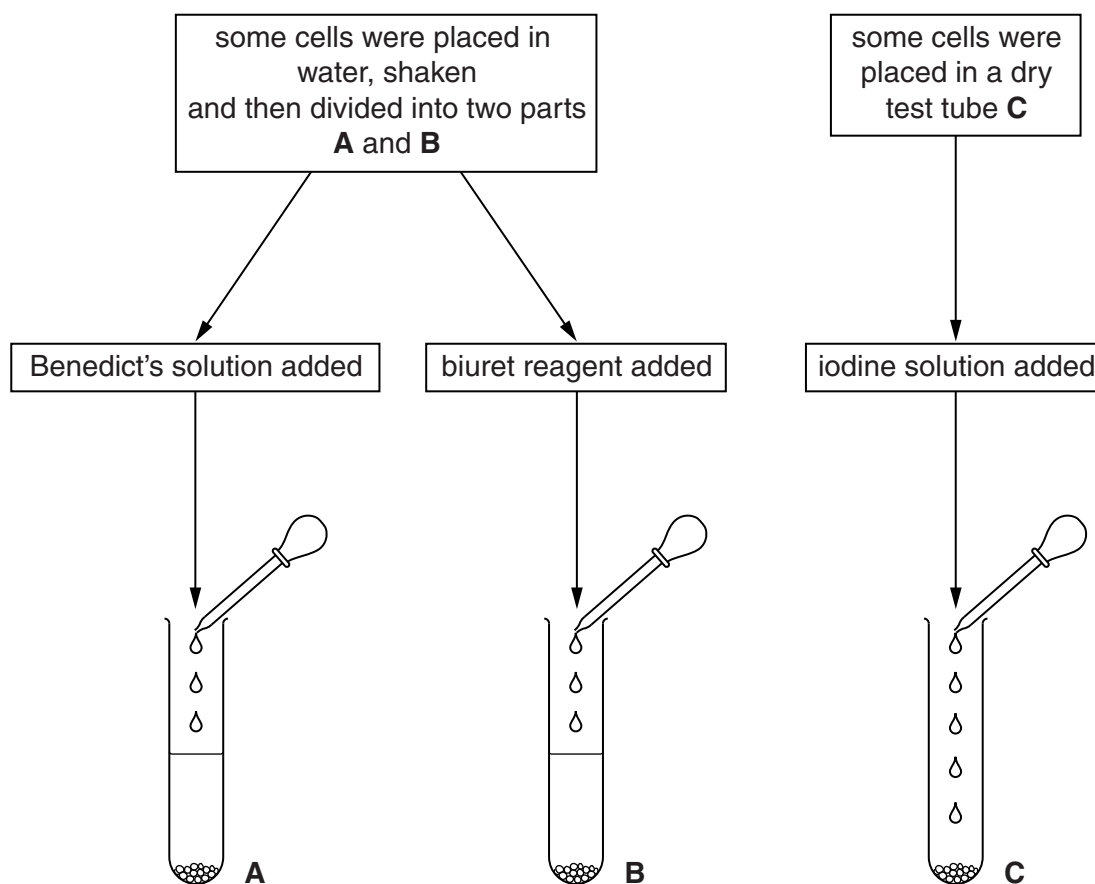 some cells were placed in
water, shaken
and then divided into two parts
A and B
some cells were
placed in a dry
test tube C
Benedict's solution added
biuret reagent added
iodine solution added
A
B
C